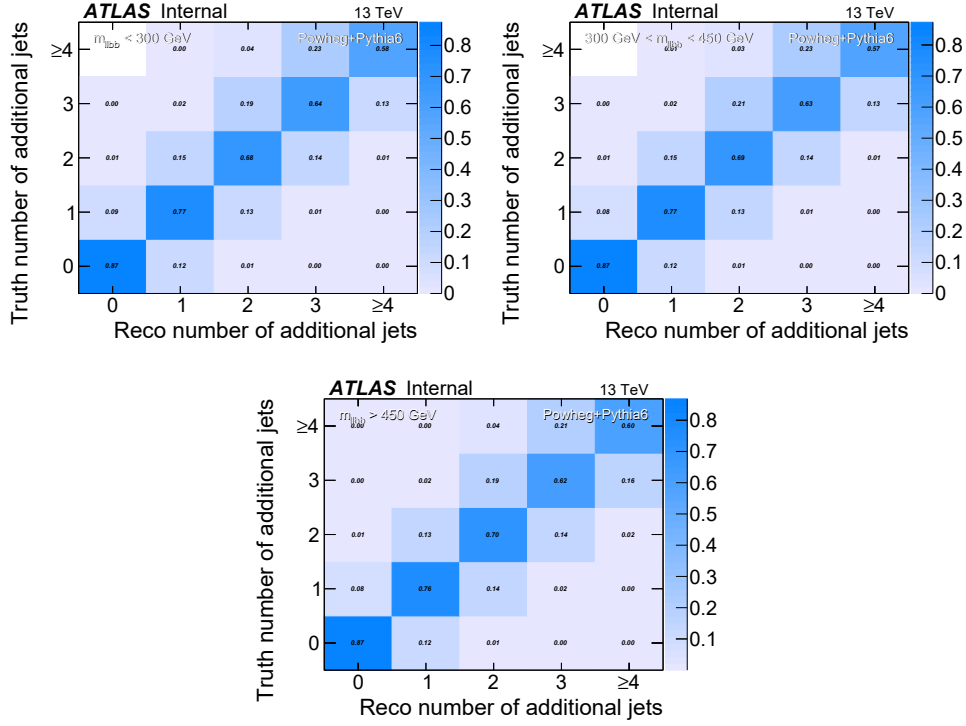 ATLAS Internal 13 TeV
m_llbb < 300 GeV Powheg+Pythia6
Truth number of additional jets
≥4 0.00 0.04 0.23 0.58
3 0.00 0.02 0.19 0.64 0.13
2 0.01 0.15 0.68 0.14 0.01
1 0.09 0.77 0.13 0.01 0.00
0 0.87 0.12 0.01 0.00 0.00
0 1 2 3 ≥4
Reco number of additional jets
0.8
0.7
0.6
0.5
0.4
0.3
0.2
0.1
0
ATLAS Internal 13 TeV
300 GeV < m_llbb < 450 GeV Powheg+Pythia6
Truth number of additional jets
≥4 0.01 0.03 0.23 0.57
3 0.00 0.02 0.21 0.63 0.13
2 0.01 0.15 0.69 0.14 0.01
1 0.08 0.77 0.13 0.01 0.00
0 0.87 0.12 0.01 0.00 0.00
0 1 2 3 ≥4
Reco number of additional jets
0.8
0.7
0.6
0.5
0.4
0.3
0.2
0.1
0
ATLAS Internal 13 TeV
m_llbb > 450 GeV Powheg+Pythia6
Truth number of additional jets
≥4 0.00 0.00 0.04 0.21 0.60
3 0.00 0.02 0.19 0.62 0.16
2 0.01 0.13 0.70 0.14 0.02
1 0.08 0.76 0.14 0.02 0.00
0 0.87 0.12 0.01 0.00 0.00
0 1 2 3 ≥4
Reco number of additional jets
0.8
0.7
0.6
0.5
0.4
0.3
0.2
0.1